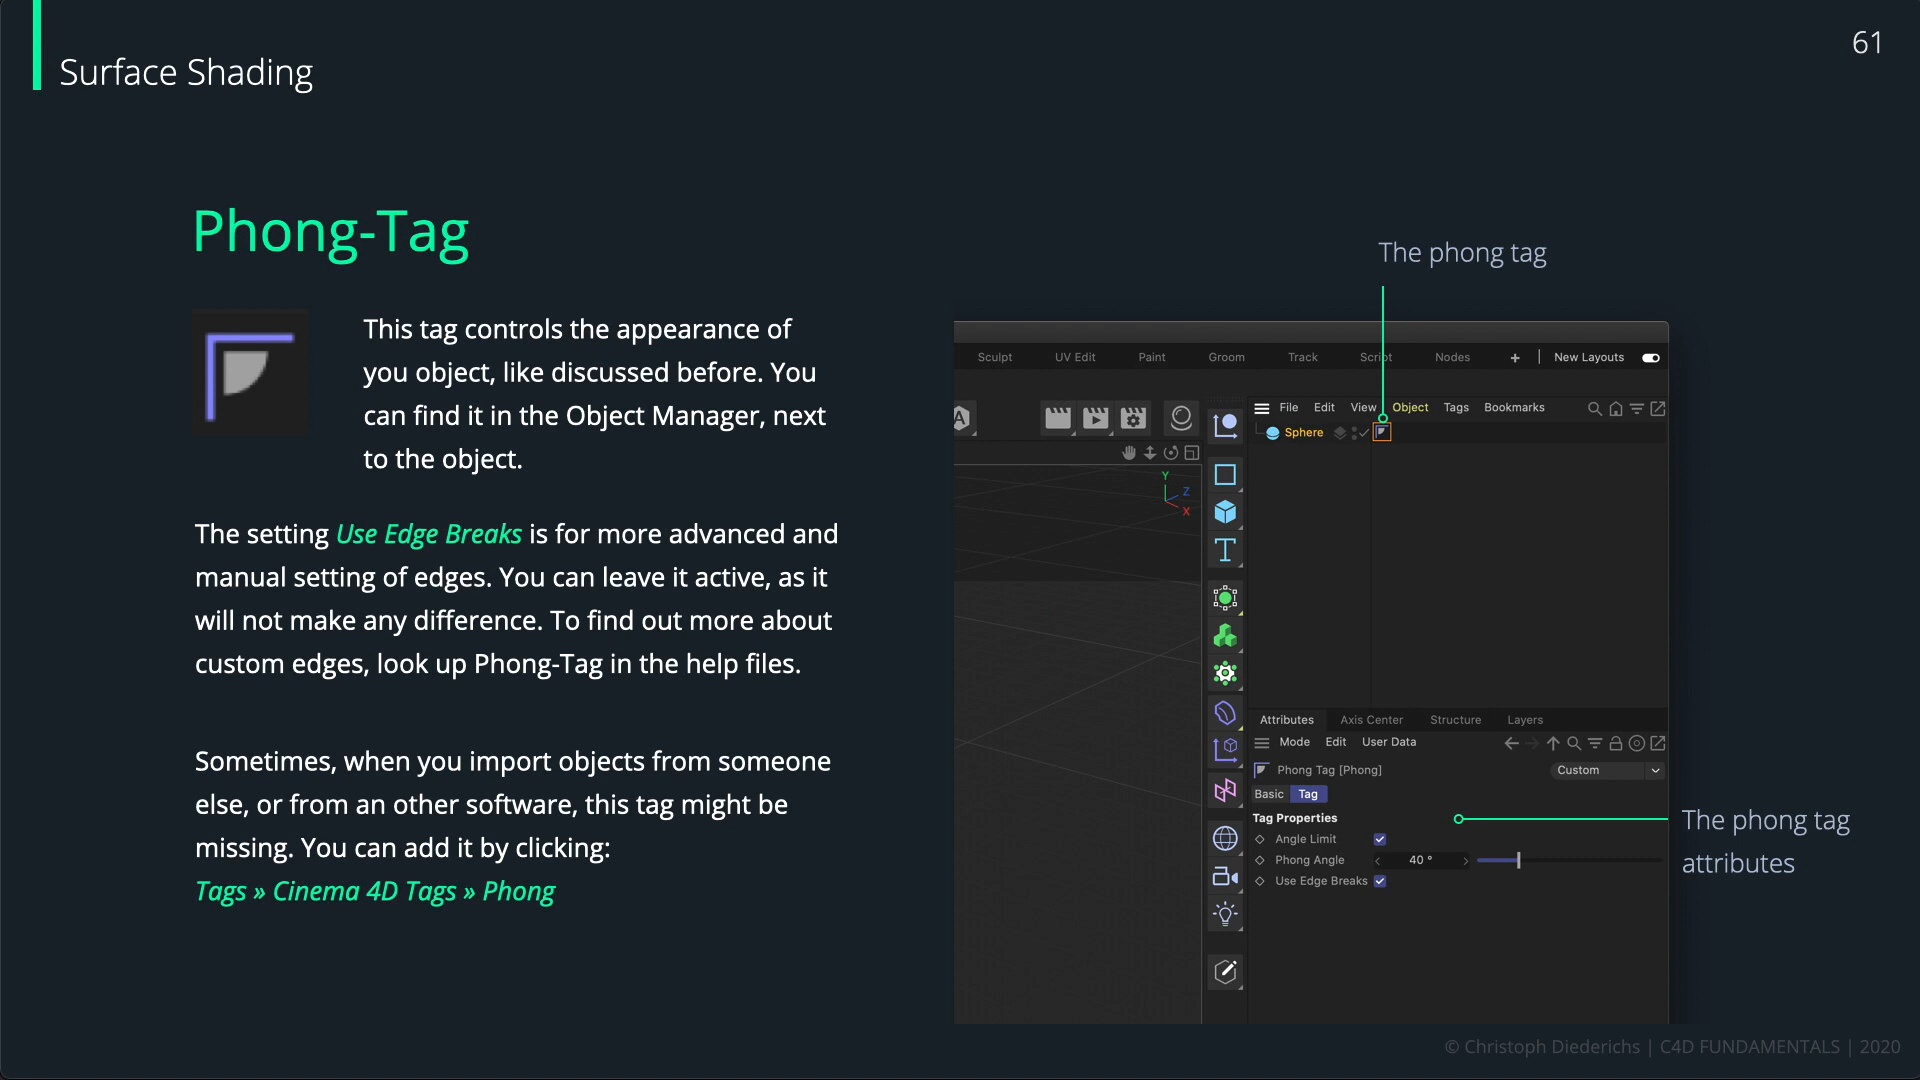 Surface Shading
61
Phong-Tag
This tag controls the appearance of
you object, like discussed before. You
can find it in the Object Manager, next
to the object.
The setting Use Edge Breaks is for more advanced and
manual setting of edges. You can leave it active, as it
will not make any difference. To find out more about
custom edges, look up Phong-Tag in the help files.
Sometimes, when you import objects from someone
else, or from an other software, this tag might be
missing. You can add it by clicking:
Tags » Cinema 4D Tags » Phong
The phong tag
Sculpt UV Edit Paint Groom Track Script Nodes + New Layouts
File Edit View Object Tags Bookmarks
A
Sphere
Y
Z
X
T
Attributes Axis Center Structure Layers
Mode Edit User Data
Phong Tag [Phong] Custom
Basic Tag
Tag Properties
Angle Limit
Phong Angle 40 °
Use Edge Breaks
The phong tag
attributes
© Christoph Diederichs | C4D FUNDAMENTALS | 2020